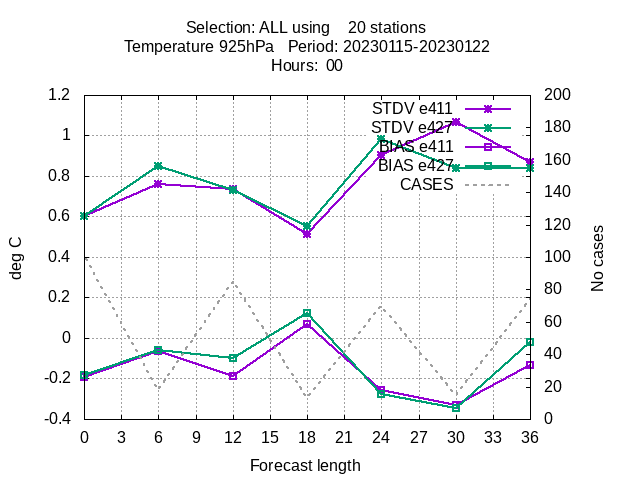 Selection: ALL using 20 stations
Temperature 925hPa Period: 20230115-20230122
Hours: 00
1.2
1
0.8
0.6
0.4
0.2
0
-0.2
-0.4
deg C
STDV e411
STDV e427
BIAS e411
BIAS e427
CASES
200
180
160
140
120
100
80
60
40
20
0
No cases
0 3 6 9 12 15 18 21 24 27 30 33 36
Forecast length